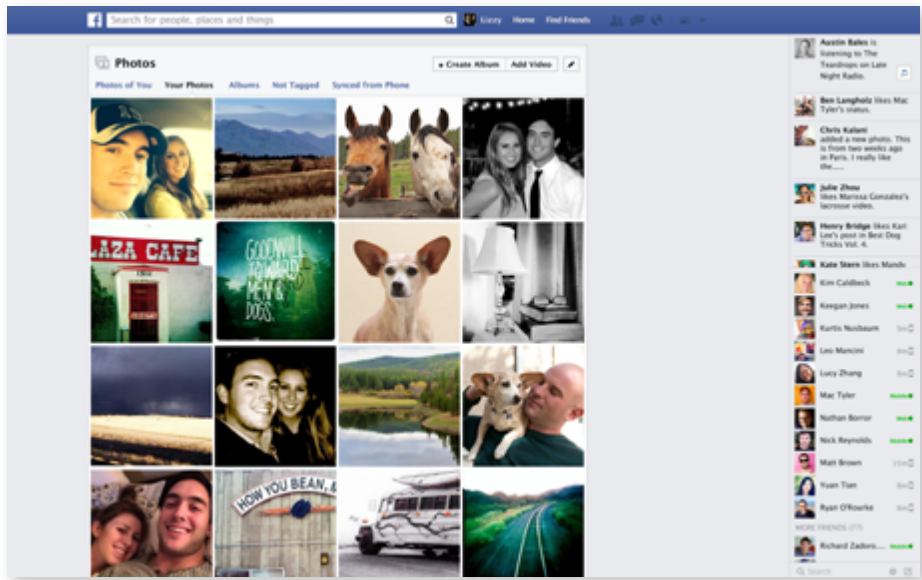 f
Search for people, places and things
Lizzy
Home
Find Friends
Photos
+ Create Album
Add Video
Photos of You
Your Photos
Albums
Not Tagged
Synced from Phone
LAZA CAFE
GOODWILL
TOWARD
MEN &
DOGS.
HOW YOU BEAN, &
Austin Bales is
listening to The
Teardrops on Late
Night Radio.
Ben Langholz likes Mac
Tyler's status.
Chris Kalani
added a new photo. This
is from two weeks ago
in Paris. I really like
the.....
Julie Zhou
likes Marissa Gonzalez's
lacrosse video.
Henry Bridge likes Kari
Lee's post in Best Dog
Tricks Vol. 4.
Kate Stern likes Mandy
Kim Caldbeck
Web
Keegan Jones
Web
Kurtis Nusbaum
Leo Mancini
Lucy Zhang
Mac Tyler
Mobile
Nathan Borror
Web
Nick Reynolds
Mobile
Matt Brown
Yuan Tian
Ryan O'Rourke
MORE FRIENDS (77)
Richard Zadoro....
Mobile
Search